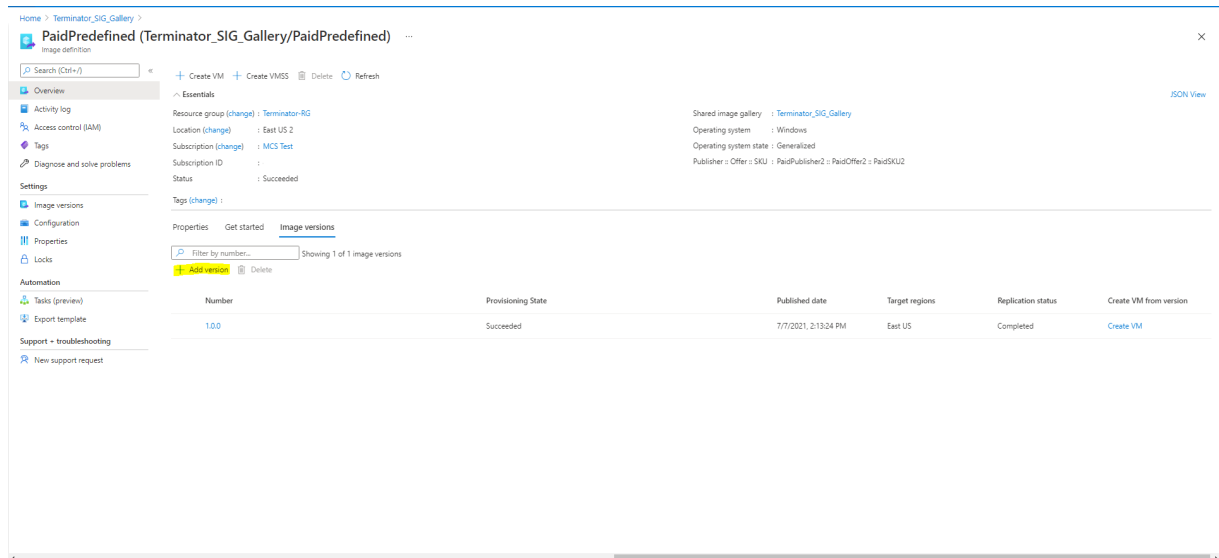 Home > Terminator_SIG_Gallery >
PaidPredefined (Terminator_SIG_Gallery/PaidPredefined) ...
Image definition
Search (Ctrl+/) «
Overview
Activity log
Access control (IAM)
Tags
Diagnose and solve problems
Settings
Image versions
Configuration
Properties
Locks
Automation
Tasks (preview)
Export template
Support + troubleshooting
New support request
+ Create VM + Create VMSS Delete Refresh
Essentials JSON View
Resource group (change) : Terminator-RG
Location (change) : East US 2
Subscription (change) : MCS Test
Subscription ID :
Status : Succeeded
Shared image gallery : Terminator_SIG_Gallery
Operating system : Windows
Operating system state : Generalized
Publisher :: Offer :: SKU : PaidPublisher2 :: PaidOffer2 :: PaidSKU2
Tags (change) :
Properties Get started Image versions
Filter by number... Showing 1 of 1 image versions
+ Add version Delete
Number Provisioning State Published date Target regions Replication status Create VM from version
1.0.0 Succeeded 7/7/2021, 2:13:24 PM East US Completed Create VM